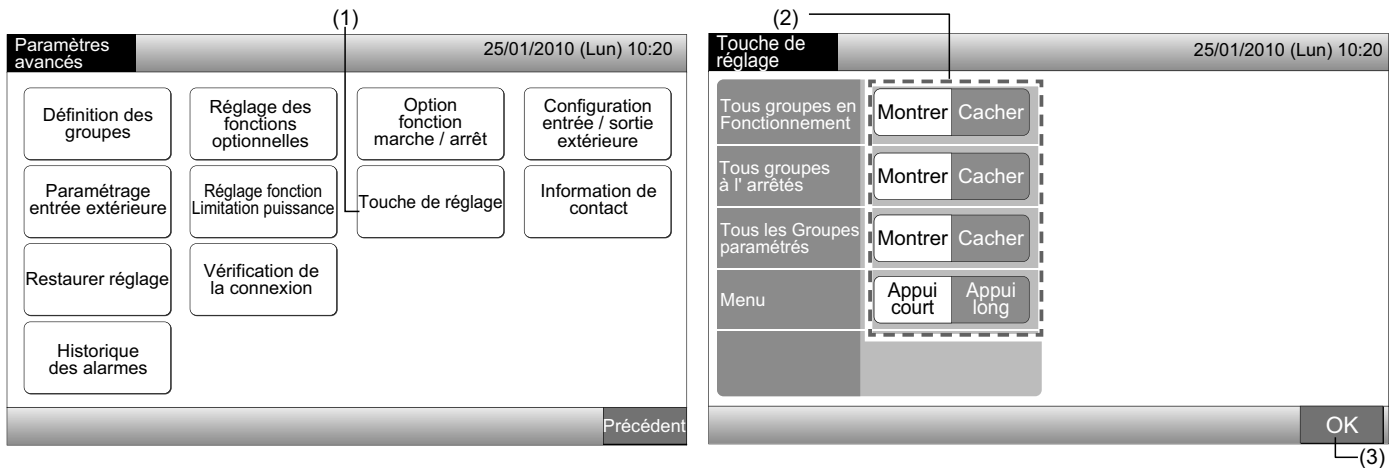 (1)
Paramètres
avancés
25/01/2010 (Lun) 10:20
Définition des
groupes
Réglage des
fonctions
optionnelles
Option
fonction
marche / arrêt
Configuration
entrée / sortie
extérieure
Paramétrage
entrée extérieure
Réglage fonction
Limitation puissance
Touche de réglage
Information de
contact
Restaurer réglage
Vérification de
la connexion
Historique
des alarmes
Précédent
(2)
Touche de
réglage
25/01/2010 (Lun) 10:20
Tous groupes en
Fonctionnement
Montrer Cacher
Tous groupes
à l' arrêtés
Montrer Cacher
Tous les Groupes
paramétrés
Montrer Cacher
Menu
Appui
court
Appui
long
OK
(3)